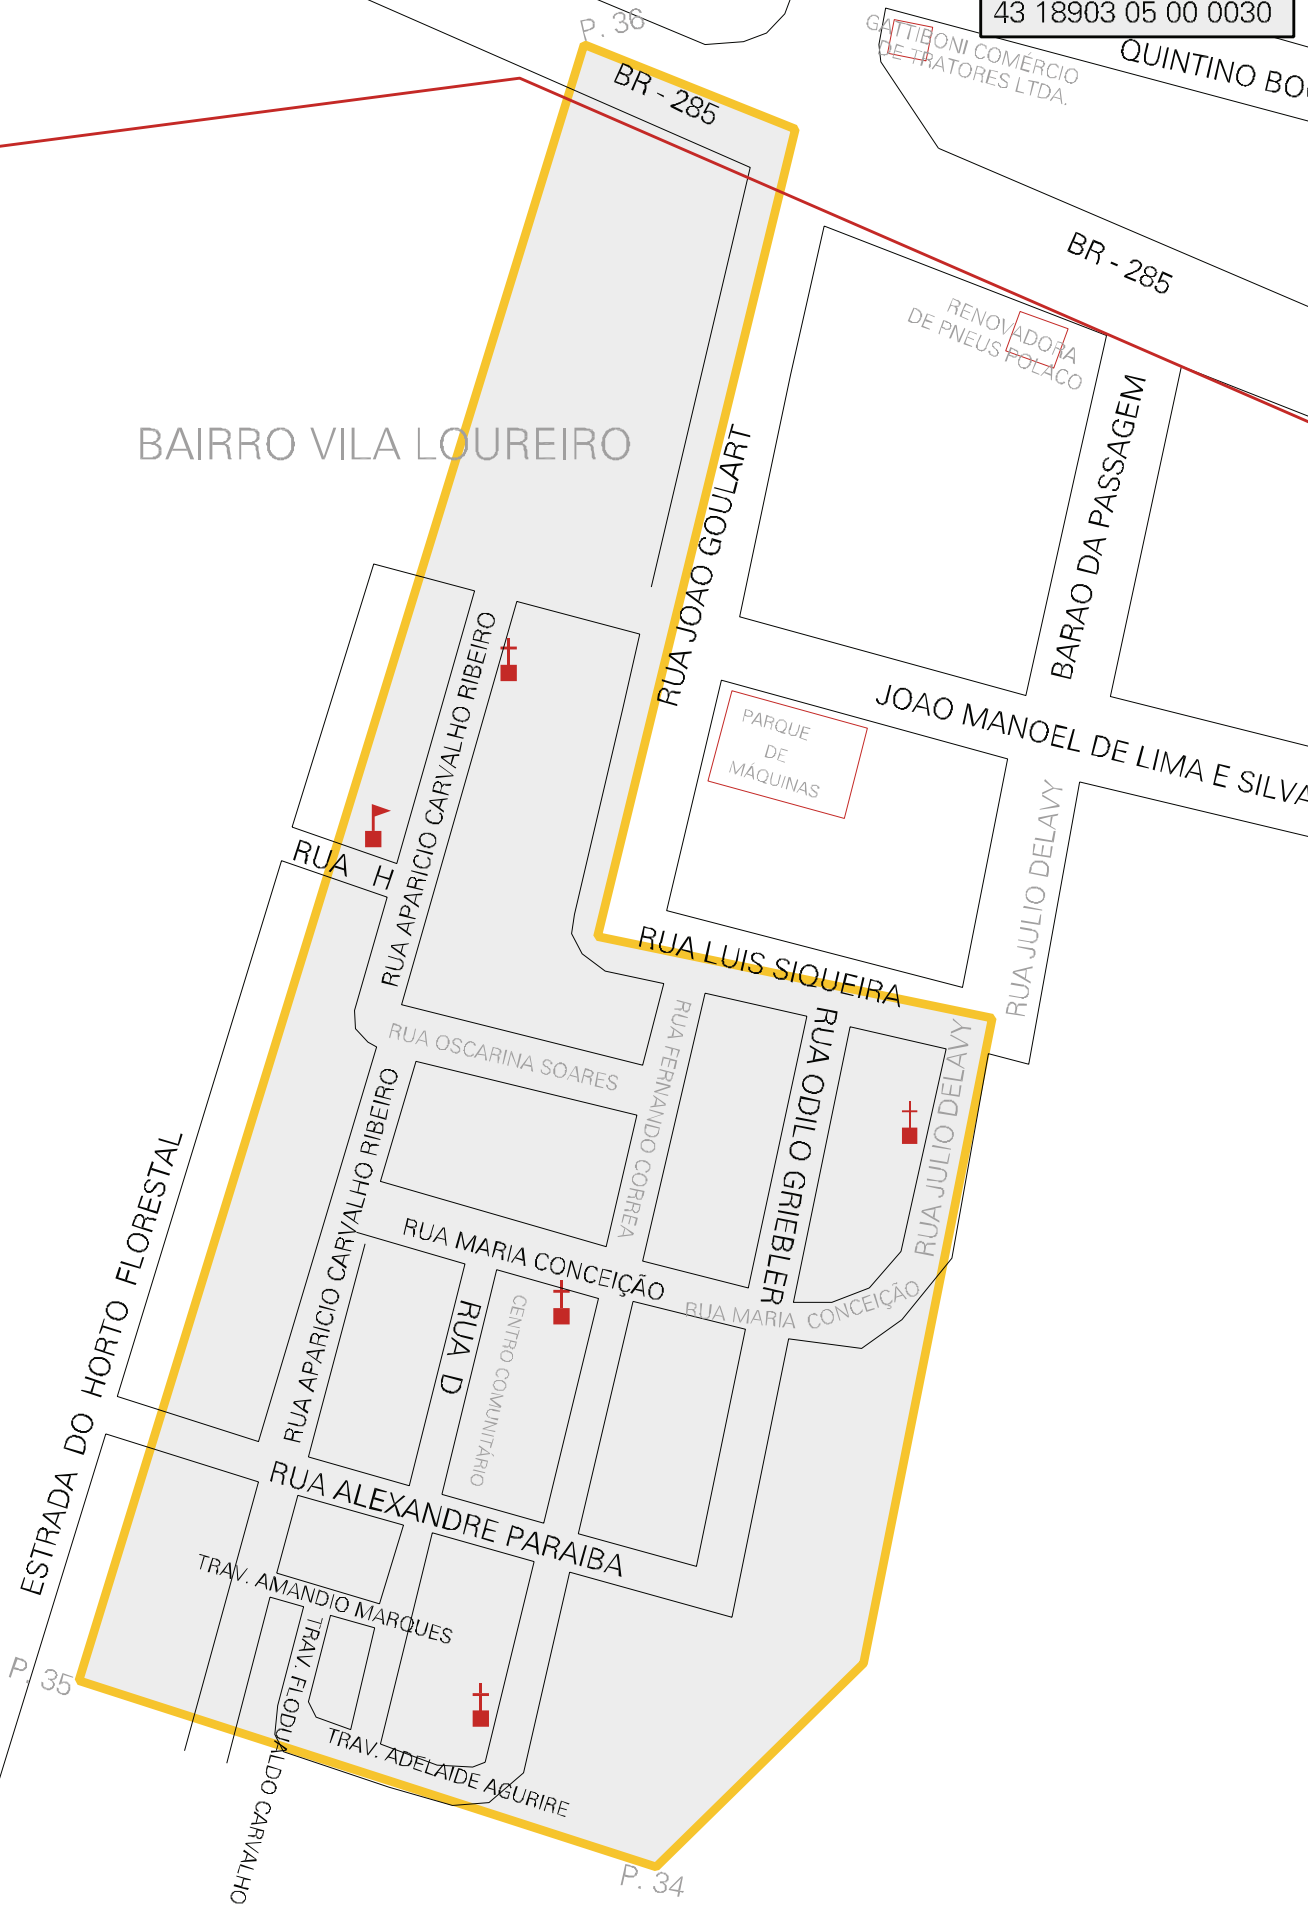 43 18903 05 00 0030
P. 36
GATTIBONI COMÉRCIO
DE TRATORES LTDA.
QUINTINO BO
BR - 285
BR - 285
RENOVADORA
DE PNEUS POLACO
BAIRRO VILA LOUREIRO
RUA JOAO GOULART
BARAO DA PASSAGEM
JOAO MANOEL DE LIMA E SILVA
PARQUE
DE
MÁQUINAS
RUA APARICIO CARVALHO RIBEIRO
RUA JULIO DELAVY
RUA H
RUA LUIS SIQUEIRA
RUA OSCARINA SOARES
RUA FERNANDO CORREA
RUA ODILO GRIEBLER
RUA JULIO DELAVY
RUA APARICIO CARVALHO RIBEIRO
ESTRADA DO HORTO FLORESTAL
RUA MARIA CONCEIÇÃO
RUA MARIA CONCEIÇÃO
RUA D
CENTRO COMUNITÁRIO
RUA ALEXANDRE PARAIBA
TRAV. AMANDIO MARQUES
TRAV. FLODUALDO CARVALHO
P. 35
TRAV. ADELAIDE AGURIRE
P. 34